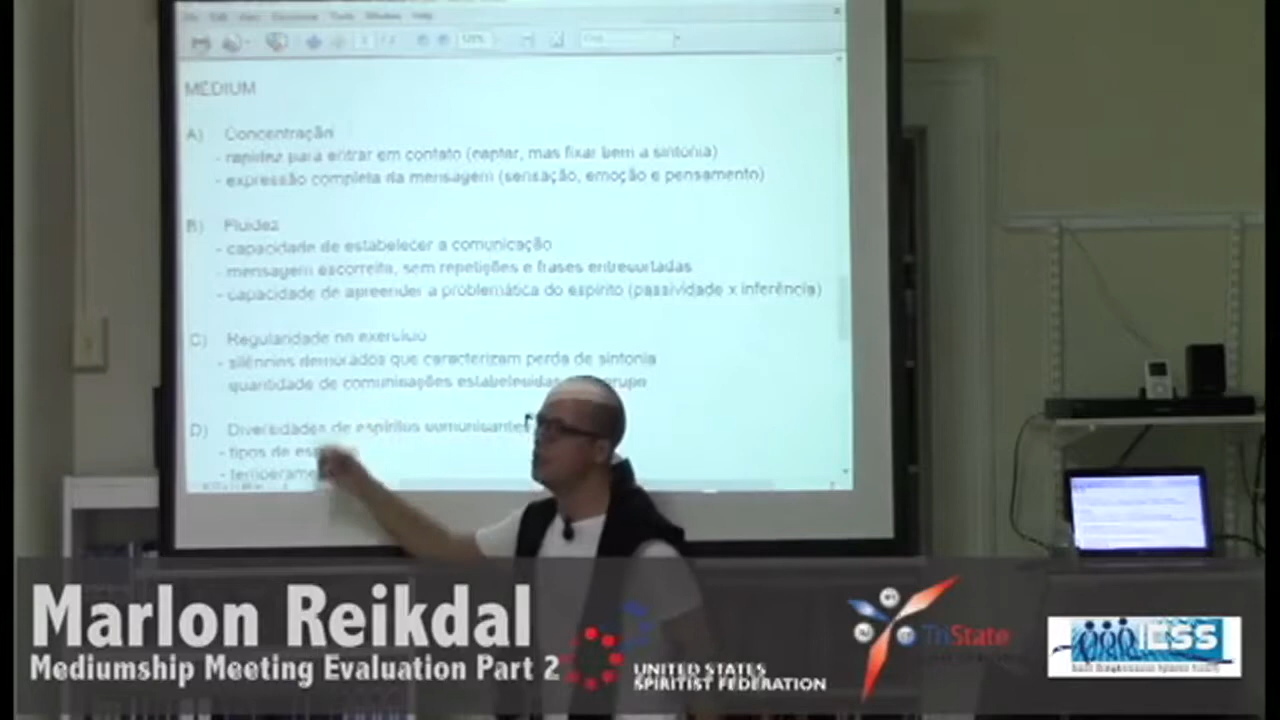 MÉDIUM
A) Concentração
- rapidez para entrar em contato (captar, mas fixar bem a sintonia)
- expressão completa da mensagem (sensação, emoção e pensamento)
B) Fluidez
- capacidade de estabelecer a comunicação
- mensagem escorreita, sem repetições e frases entrecortadas
- capacidade de apreender a problemática do espírito (passividade x inferência)
C) Regularidade no exercício
- silêncios demorados que caracterizam perda de sintonia
quantidade de comunicações estabelecidas grupo
D) Diversidades de espíritos comunicantes
- tipos de
Marlon Reikdal
Mediumship Meeting Evaluation Part 2
UNITED STATES
SPIRITIST FEDERATION
TriState
ICSS